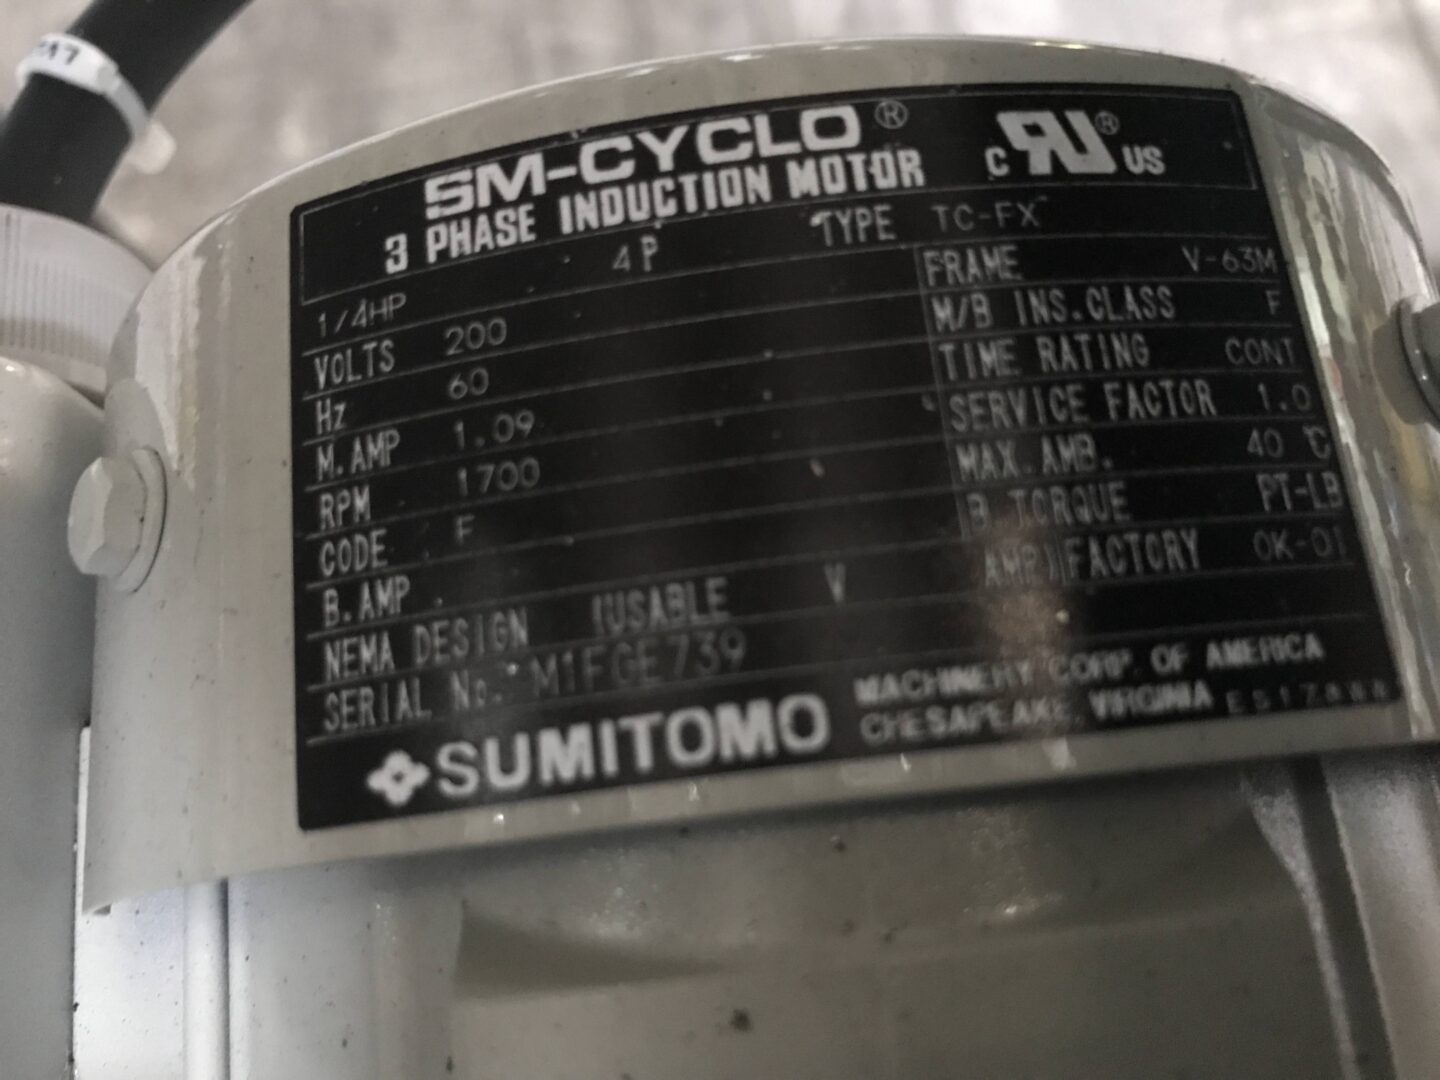 SM-CYCLO®
3 PHASE INDUCTION MOTOR
C RU® US
1/4HP 4P TYPE TC-FX
VOLTS 200
Hz 60
M.AMP 1.09
RPM 1700
CODE F
B.AMP
NEMA DESIGN (USABLE V AMP)
SERIAL No. M1FGE739
FRAME V-63M
M/B INS.CLASS F
TIME RATING CONT
SERVICE FACTOR 1.0
MAX.AMB. 40 ℃
B TORQUE FT-LB
FACTORY OK-01
SUMITOMO
MACHINERY CORP. OF AMERICA
CHESAPEAKE, VIRGINIA